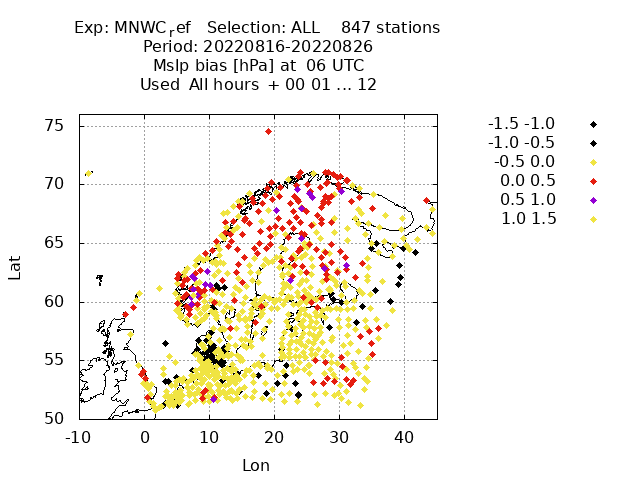 Exp: MNWC_ref   Selection: ALL    847 stations
Period: 20220816-20220826
Mslp bias [hPa] at  06 UTC
Used  All hours  + 00 01 ... 12
-1.5 -1.0
-1.0 -0.5
-0.5 0.0
0.0 0.5
0.5 1.0
1.0 1.5
75
70
65
60
55
50
Lat
-10 0 10 20 30 40
Lon